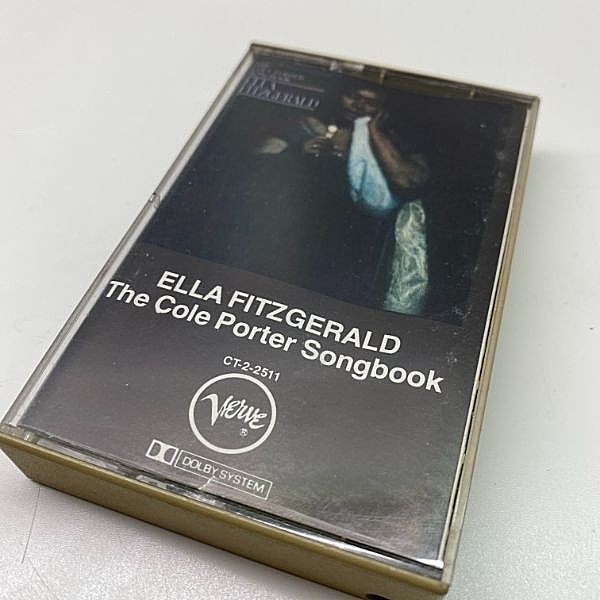 ELLA
FITZGERALD
ELLA FITZGERALD
The Cole Porter Songbook
CT-2-2511
Verve
®
DOLBY SYSTEM